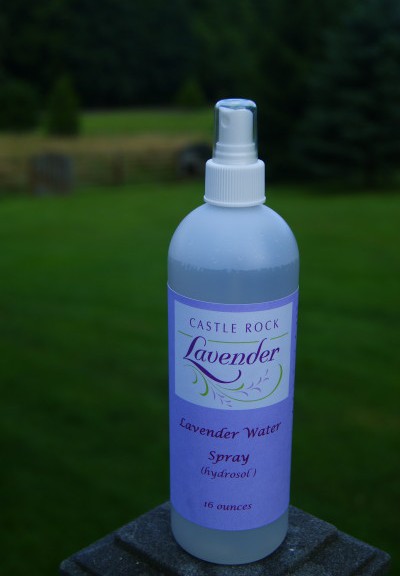 CASTLE ROCK
Lavender
Lavender Water
Spray
(hydrosol)
16 ounces